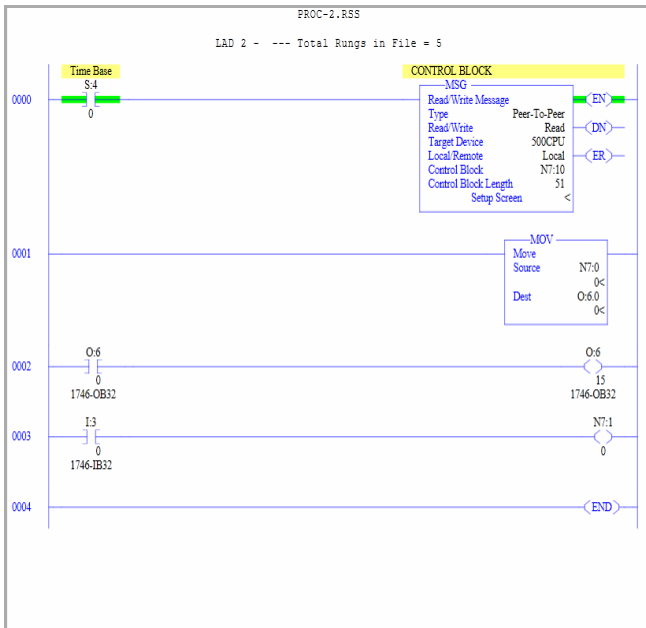 PROC-2.RSS
LAD 2 -  --- Total Rungs in File = 5
Time Base
S:4
0000
0
CONTROL BLOCK
MSG
Read/Write Message
Type Peer-To-Peer
Read/Write Read
Target Device 500CPU
Local/Remote Local
Control Block N7:10
Control Block Length 51
Setup Screen <
EN
DN
ER
0001
MOV
Move
Source N7:0
0<
Dest O:6.0
0<
0002
O:6
0
1746-OB32
O:6
15
1746-OB32
0003
I:3
0
1746-IB32
N7:1
0
0004
END